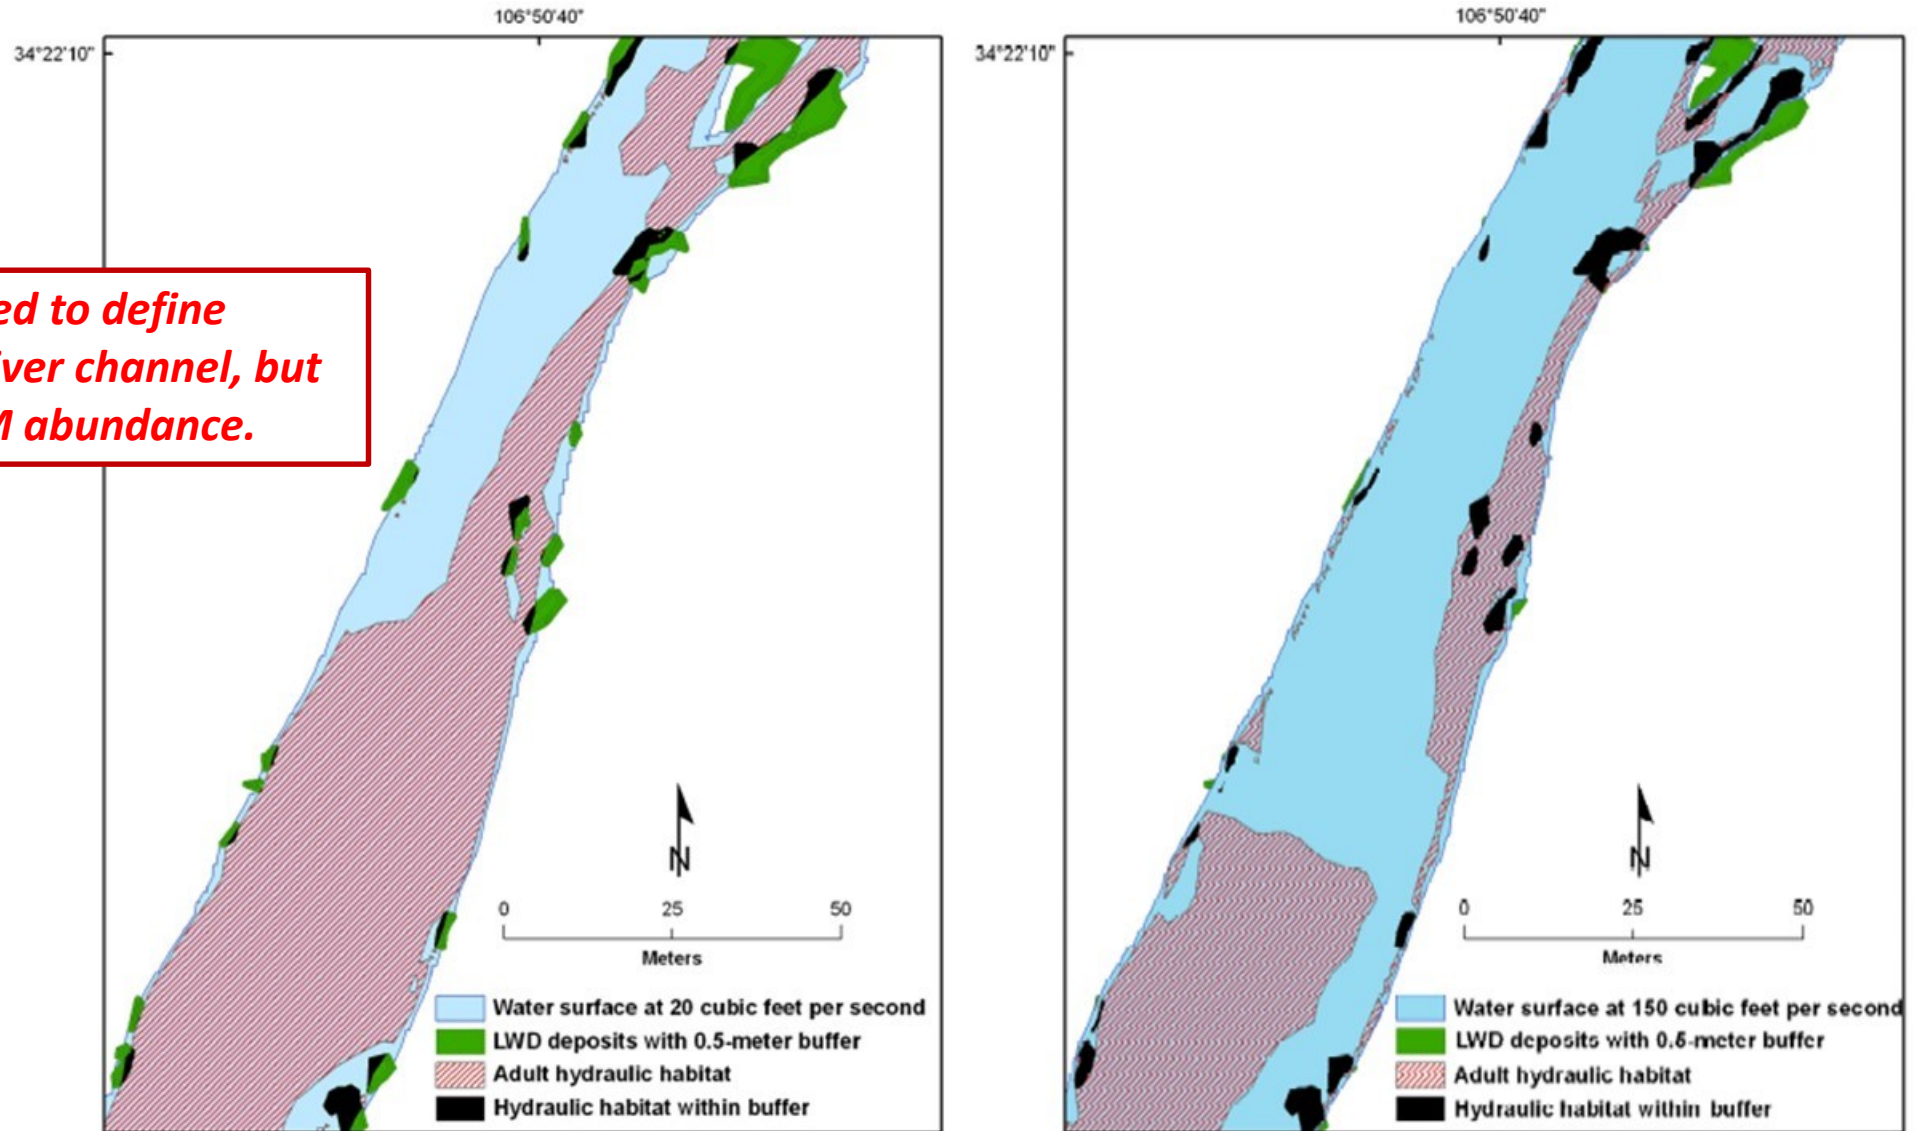 106°50'40"
34°22'10"
ed to define
iver channel, but
M abundance.
N
0 25 50
Meters
Water surface at 20 cubic feet per second
LWD deposits with 0.5-meter buffer
Adult hydraulic habitat
Hydraulic habitat within buffer
106°50'40"
34°22'10"
N
0 25 50
Meters
Water surface at 150 cubic feet per second
LWD deposits with 0.5-meter buffer
Adult hydraulic habitat
Hydraulic habitat within buffer